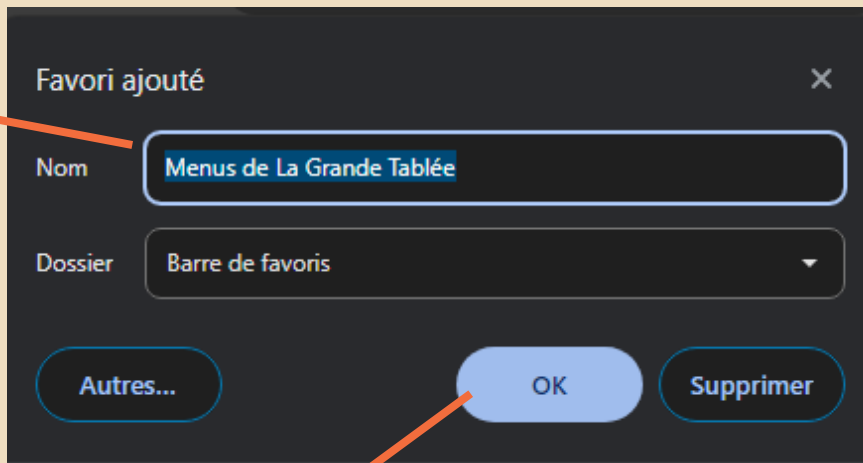 Favori ajouté
Nom
Menus de La Grande Tablée
Dossier
Barre de favoris
Autres...
OK
Supprimer